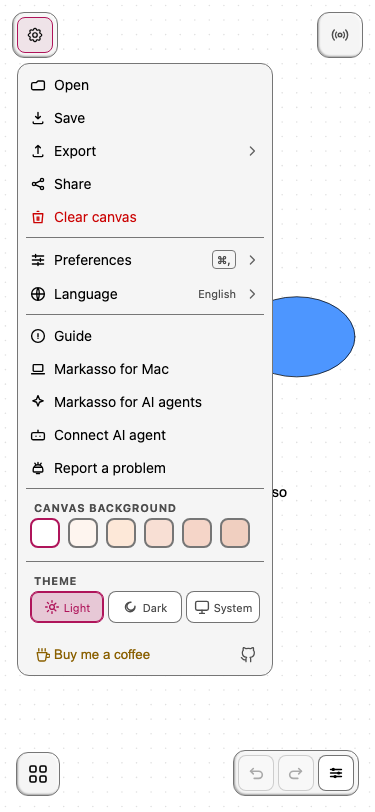 Open
Save
Export
Share
Clear canvas
Preferences ⌘,
Language English
Guide
Markasso for Mac
Markasso for AI agents
Connect AI agent
Report a problem
so
CANVAS BACKGROUND
THEME
Light Dark System
Buy me a coffee